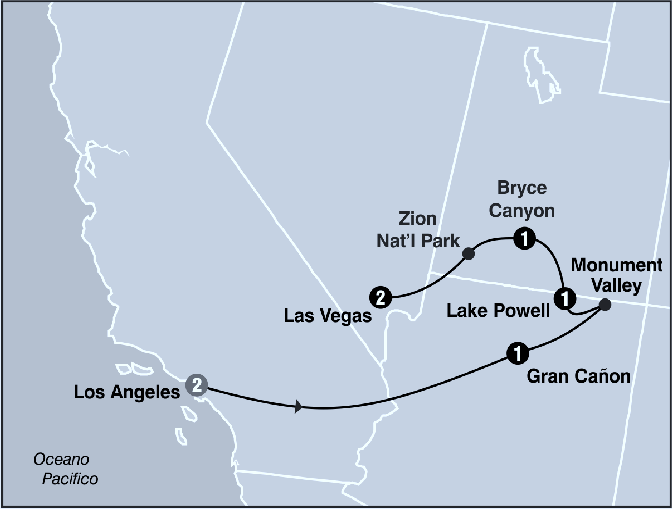 Bryce
Canyon
1
Zion
Nat'l Park
Monument
Valley
2
Las Vegas
Lake Powell
1
1
Gran Cañon
Los Angeles
2
Oceano
Pacifico